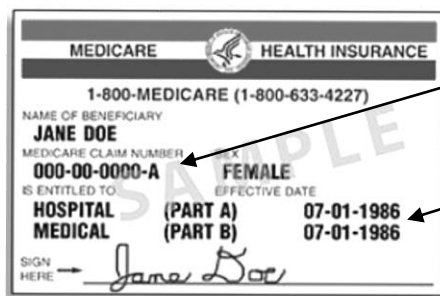 MEDICARE HEALTH INSURANCE
1-800-MEDICARE (1-800-633-4227)
NAME OF BENEFICIARY
JANE DOE
MEDICARE CLAIM NUMBER SEX
000-00-0000-A FEMALE
IS ENTITLED TO EFFECTIVE DATE
HOSPITAL (PART A) 07-01-1986
MEDICAL (PART B) 07-01-1986
SIGN
HERE
Jane Doe
SAMPLE